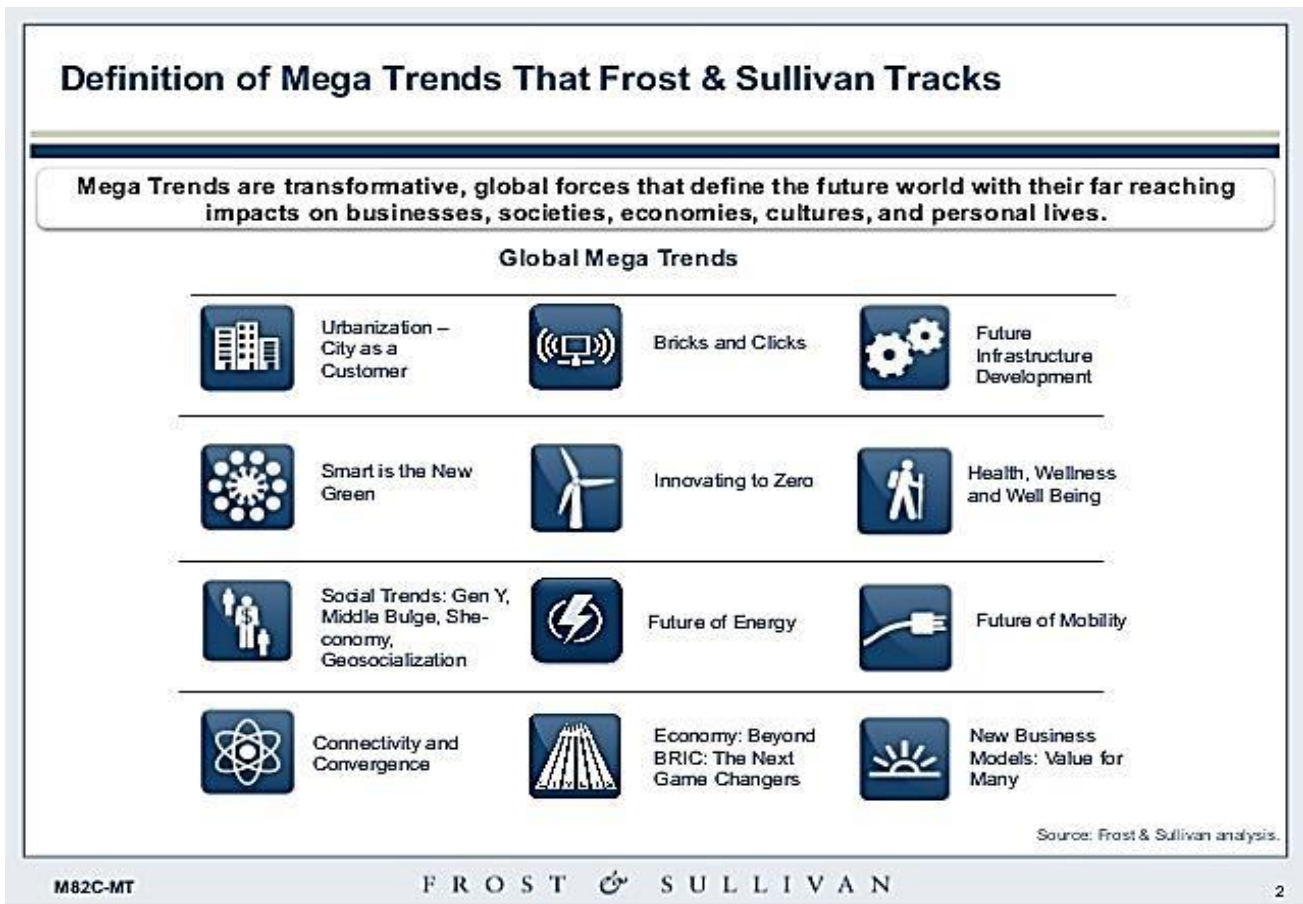 Definition of Mega Trends That Frost & Sullivan Tracks
Mega Trends are transformative, global forces that define the future world with their far reaching
impacts on businesses, societies, economies, cultures, and personal lives.
Global Mega Trends
Urbanization –
City as a
Customer
Bricks and Clicks
Future
Infrastructure
Development
Smart is the New
Green
Innovating to Zero
Health, Wellness
and Well Being
Social Trends: Gen Y,
Middle Bulge, She-
conomy,
Geosocialization
$
Future of Energy
Future of Mobility
Connectivity and
Convergence
Economy: Beyond
BRIC: The Next
Game Changers
New Business
Models: Value for
Many
Source: Frost & Sullivan analysis.
M82C-MT
FROST & SULLIVAN
2